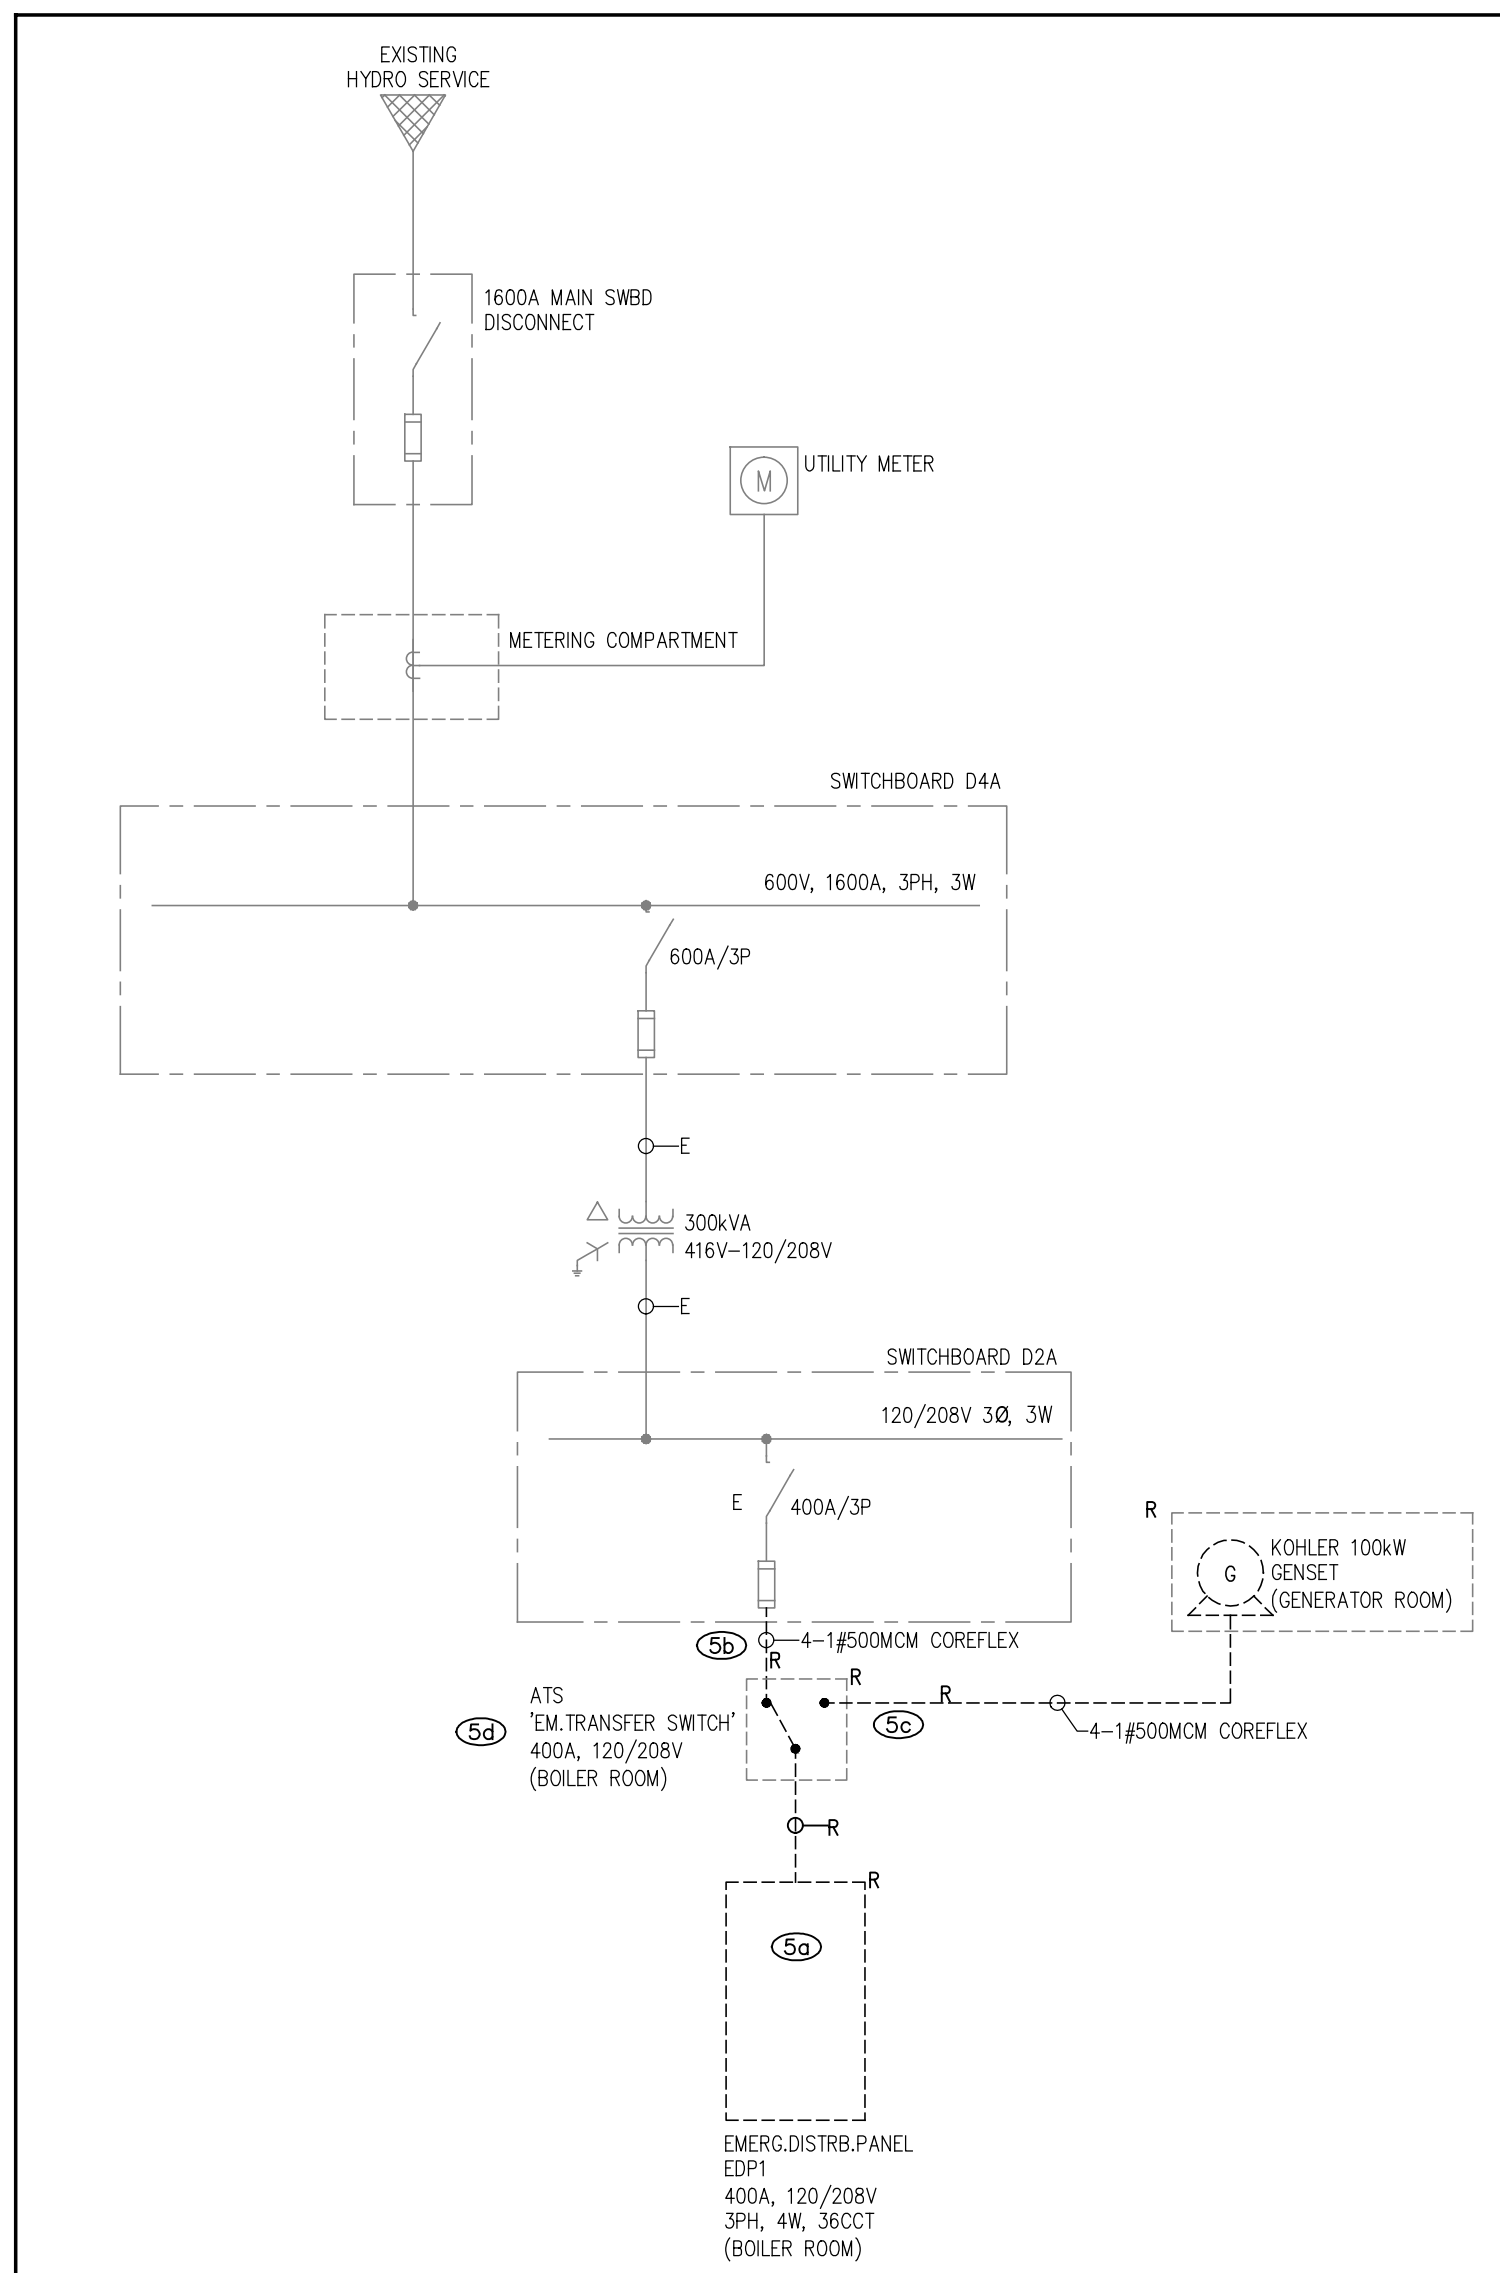 EXISTING
HYDRO SERVICE
1600A MAIN SWBD
DISCONNECT
M
UTILITY METER
METERING COMPARTMENT
SWITCHBOARD D4A
600V, 1600A, 3PH, 3W
600A/3P
E
300kVA
416V-120/208V
E
SWITCHBOARD D2A
120/208V 3Ø, 3W
E
400A/3P
R
G
KOHLER 100kW
GENSET
(GENERATOR ROOM)
5b
4-1#500MCM COREFLEX
R
R
R
5d
ATS
'EM.TRANSFER SWITCH'
400A, 120/208V
(BOILER ROOM)
5c
4-1#500MCM COREFLEX
R
R
5a
EMERG.DISTRB.PANEL
EDP1
400A, 120/208V
3PH, 4W, 36CCT
(BOILER ROOM)